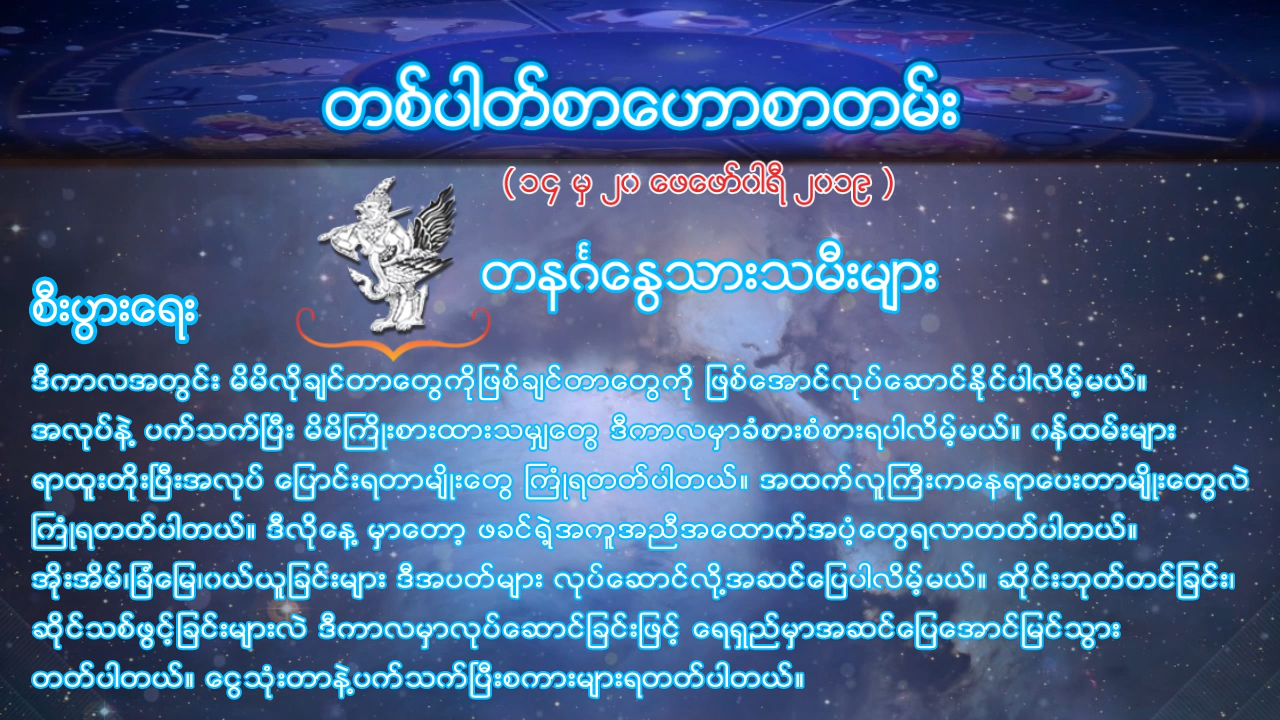 တစ်ပါတ်စာဟောစာတမ်း
( ၁၄ မှ ၂၀ ဖေဖော်ဝါရီ ၂၀၁၉ )
တနင်္ဂနွေသားသမီးများ
စီးပွားရေး
ဒီကာလအတွင်း မိမိလိုချင်တာတွေကိုဖြစ်ချင်တာတွေကို ဖြစ်အောင်လုပ်ဆောင်နိုင်ပါလိမ့်မယ်။
အလုပ်နဲ့ ပက်သက်ပြီး မိမိကြိုးစားထားသမျှတွေ ဒီကာလမှာခံစားစံစားရပါလိမ့်မယ်။ ဝန်ထမ်းများ
ရာထူးတိုးပြီးအလုပ် ပြောင်းရတာမျိုးတွေ ကြုံရတတ်ပါတယ်။ အထက်လူကြီးကနေရာပေးတာမျိုးတွေလဲ
ကြုံရတတ်ပါတယ်။ ဒီလိုနေ့ မှာတော့ ဖခင်ရဲ့အကူအညီအထောက်အပံ့တွေရလာတတ်ပါတယ်။
အိုးအိမ်၊ခြံမြေ၊ဝယ်ယူခြင်းများ ဒီအပတ်များ လုပ်ဆောင်လို့အဆင်ပြေပါလိမ့်မယ်။ ဆိုင်းဘုတ်တင်ခြင်း၊
ဆိုင်သစ်ဖွင့်ခြင်းများလဲ ဒီကာလမှာလုပ်ဆောင်ခြင်းဖြင့် ရေရှည်မှာအဆင်ပြေအောင်မြင်သွား
တတ်ပါတယ်။ ငွေသုံးတာနဲ့ပက်သက်ပြီးစကားများရတတ်ပါတယ်။